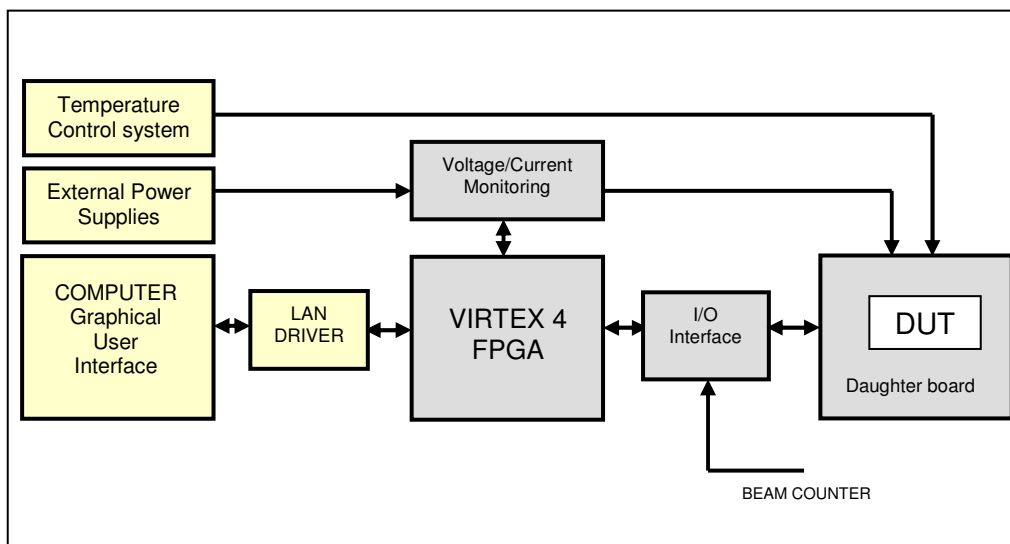 Temperature
Control system
Voltage/Current
Monitoring
External Power
Supplies
COMPUTER
Graphical
User
Interface
LAN
DRIVER
VIRTEX 4
FPGA
I/O
Interface
DUT
Daughter board
BEAM COUNTER